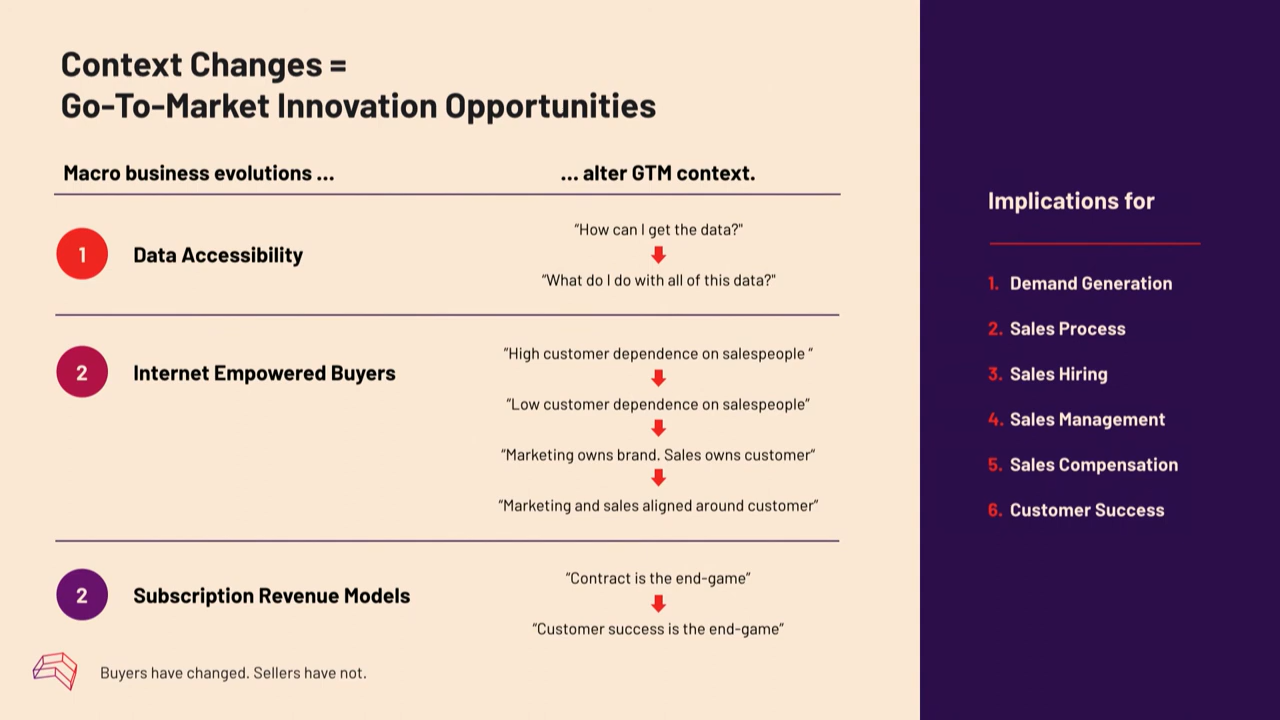 Context Changes =
Go-To-Market Innovation Opportunities
Macro business evolutions ...
... alter GTM context.
1
Data Accessibility
"How can I get the data?"
"What do I do with all of this data?"
2
Internet Empowered Buyers
"High customer dependence on salespeople "
"Low customer dependence on salespeople"
"Marketing owns brand. Sales owns customer"
"Marketing and sales aligned around customer"
2
Subscription Revenue Models
"Contract is the end-game"
"Customer success is the end-game"
Buyers have changed. Sellers have not.
Implications for
1. Demand Generation
2. Sales Process
3. Sales Hiring
4. Sales Management
5. Sales Compensation
6. Customer Success